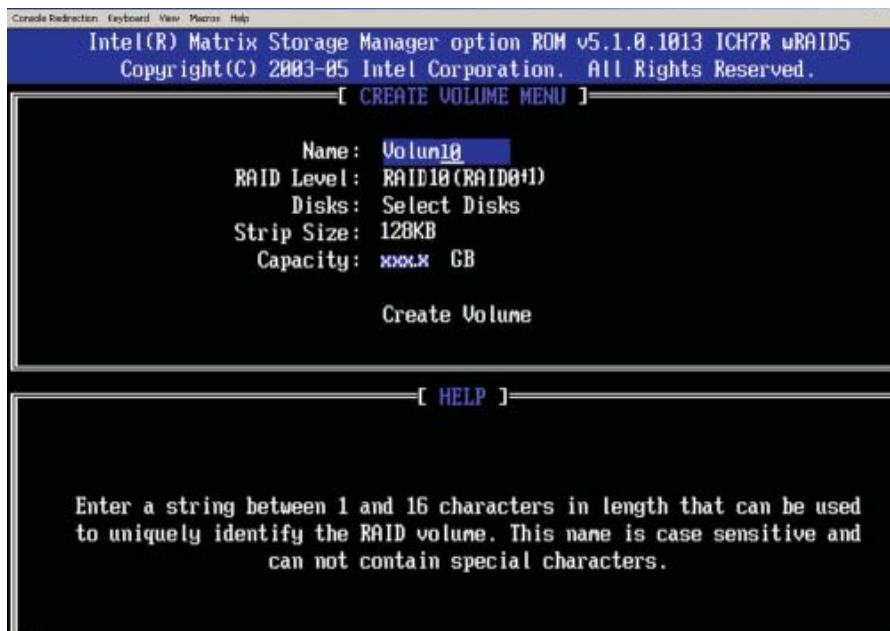 Console Redirection Keyboard View Macros Help
Intel(R) Matrix Storage Manager option ROM v5.1.0.1013 ICH7R wRAID5
Copyright(C) 2003-05 Intel Corporation. All Rights Reserved.
[ CREATE VOLUME MENU ]
Name: Volum10
RAID Level: RAID10(RAID0+1)
Disks: Select Disks
Strip Size: 128KB
Capacity: xxx.x GB
Create Volume
[ HELP ]
Enter a string between 1 and 16 characters in length that can be used
to uniquely identify the RAID volume. This name is case sensitive and
can not contain special characters.